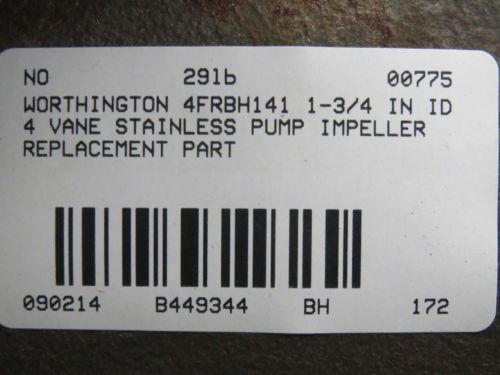 NO 29lb 00775
WORTHINGTON 4FRBH141 1-3/4 IN ID
4 VANE STAINLESS PUMP IMPELLER
REPLACEMENT PART
090214 B449344 BH 172